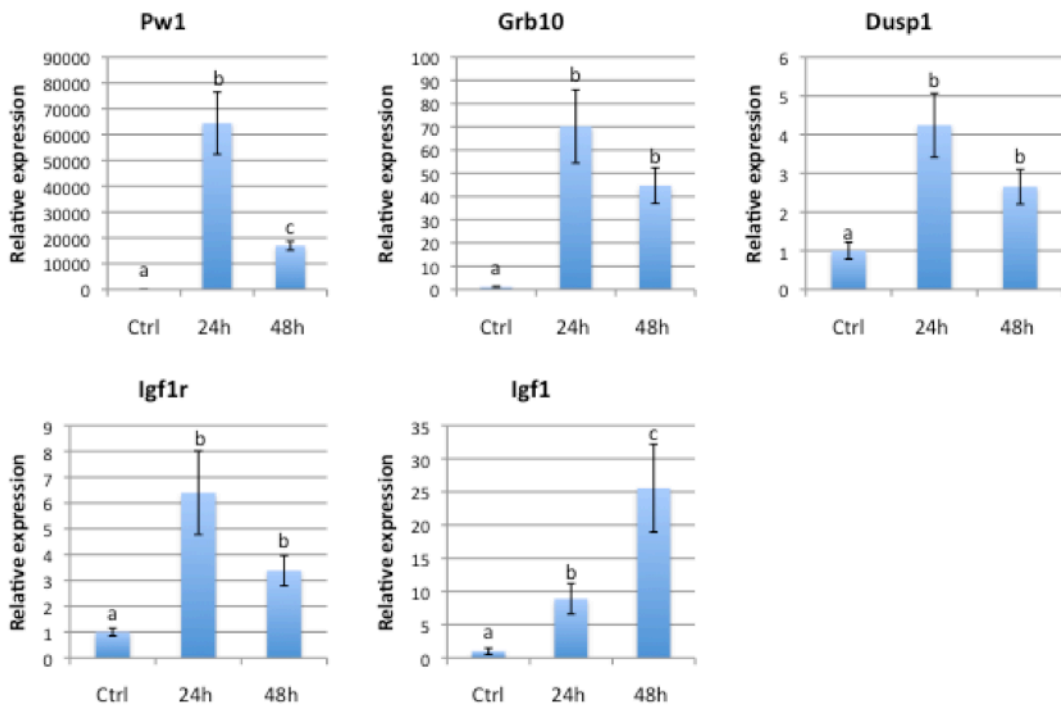 Pw1
Relative expression
90000
80000
70000
60000
50000
40000
30000
20000
10000
0
a
b
c
Ctrl 24h 48h
Grb10
Relative expression
100
90
80
70
60
50
40
30
20
10
0
a
b
b
Ctrl 24h 48h
Dusp1
Relative expression
6
5
4
3
2
1
0
a
b
b
Ctrl 24h 48h
Igf1r
Relative expression
9
8
7
6
5
4
3
2
1
0
a
b
b
Ctrl 24h 48h
Igf1
Relative expression
35
30
25
20
15
10
5
0
a
b
c
Ctrl 24h 48h